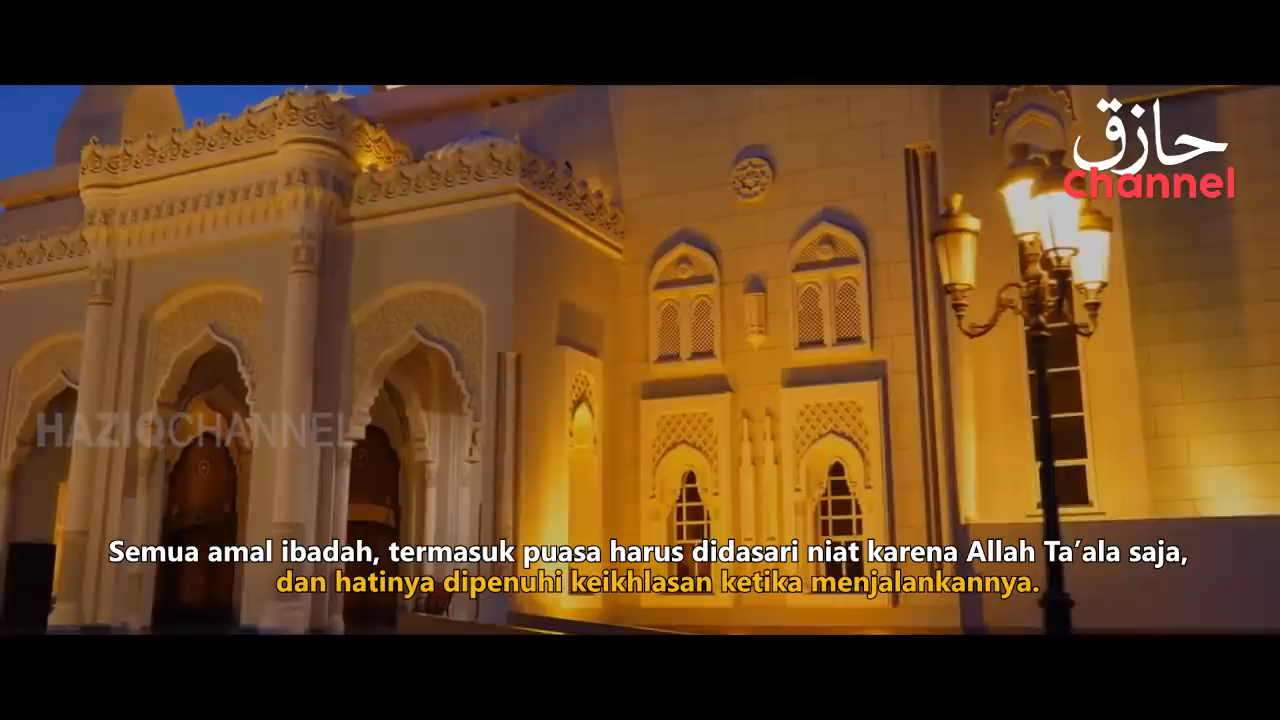 حازق
Channel
HAZIQCHANNEL
Semua amal ibadah, termasuk puasa harus didasari niat karena Allah Ta’ala saja,
dan hatinya dipenuhi keikhlasan ketika menjalankannya.